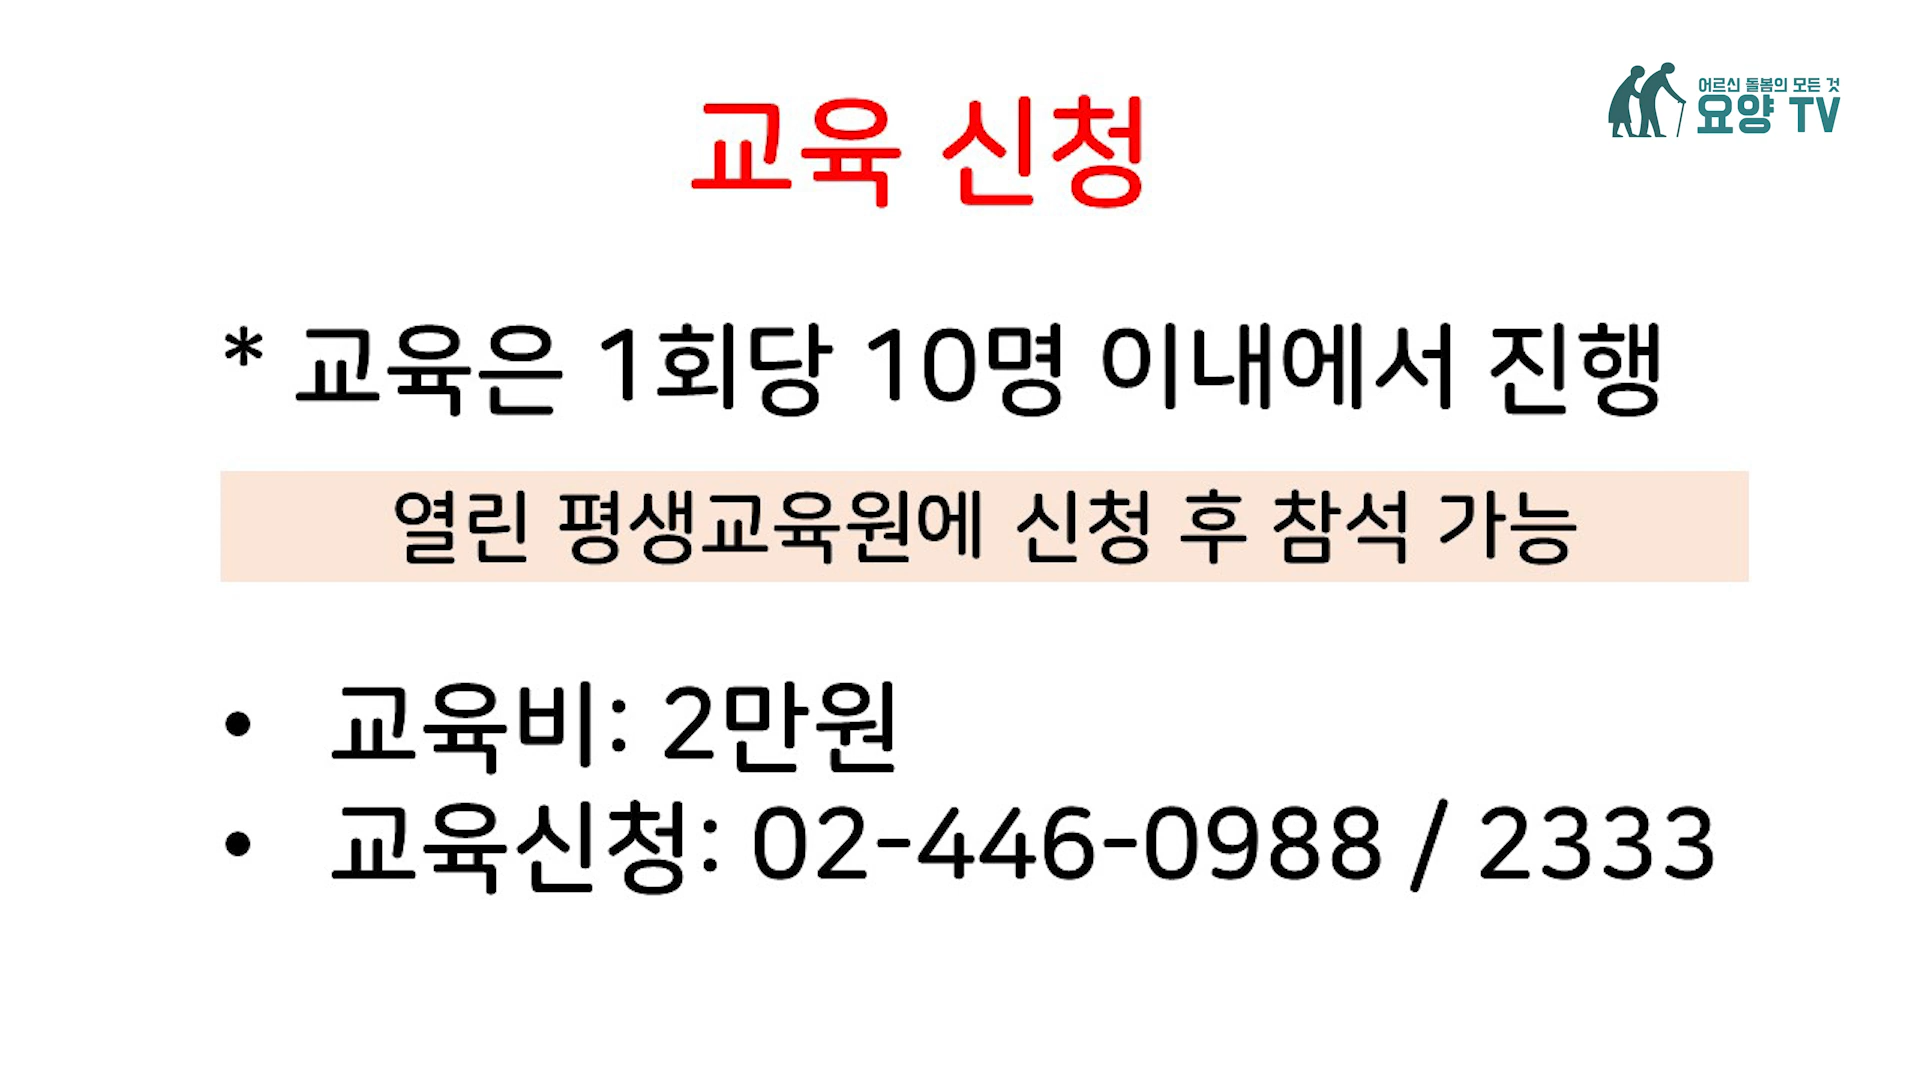 어르신 돌봄의 모든 것
요양 TV
교육 신청
* 교육은 1회당 10명 이내에서 진행
열린 평생교육원에 신청 후 참석 가능
• 교육비: 2만원
• 교육신청: 02-446-0988 / 2333